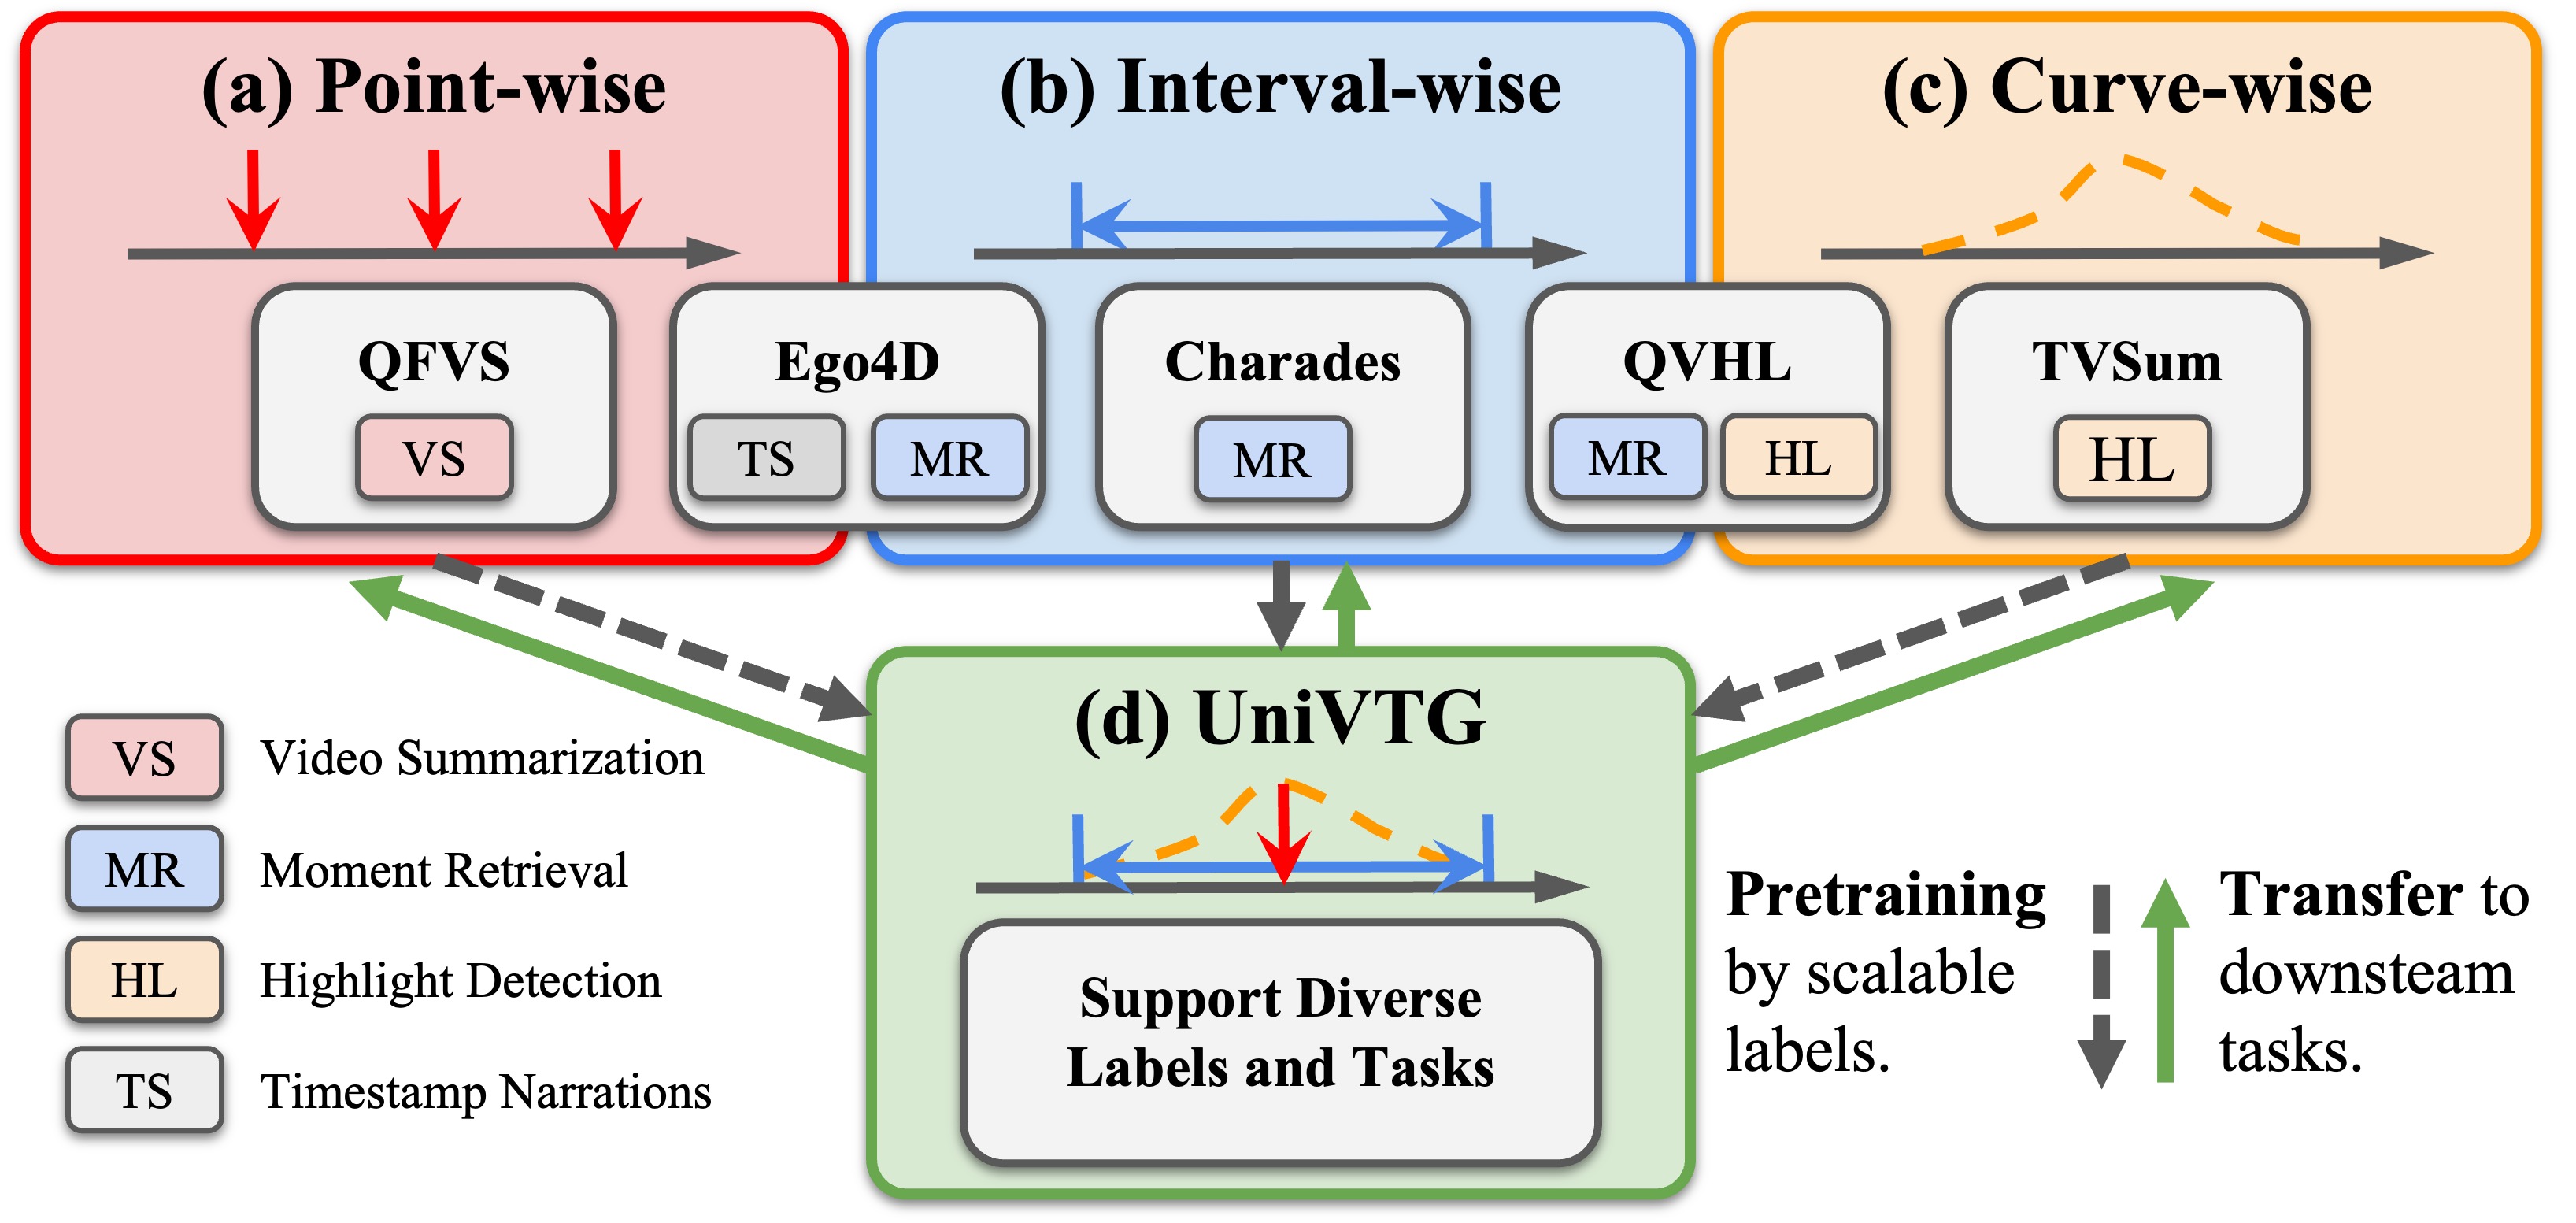 (a) Point-wise
(b) Interval-wise
(c) Curve-wise
QFVS
VS
Ego4D
TS MR
Charades
MR
QVHL
MR HL
TVSum
HL
(d) UniVTG
Support Diverse
Labels and Tasks
VS Video Summarization
MR Moment Retrieval
HL Highlight Detection
TS Timestamp Narrations
Pretraining
by scalable
labels.
Transfer to
downsteam
tasks.